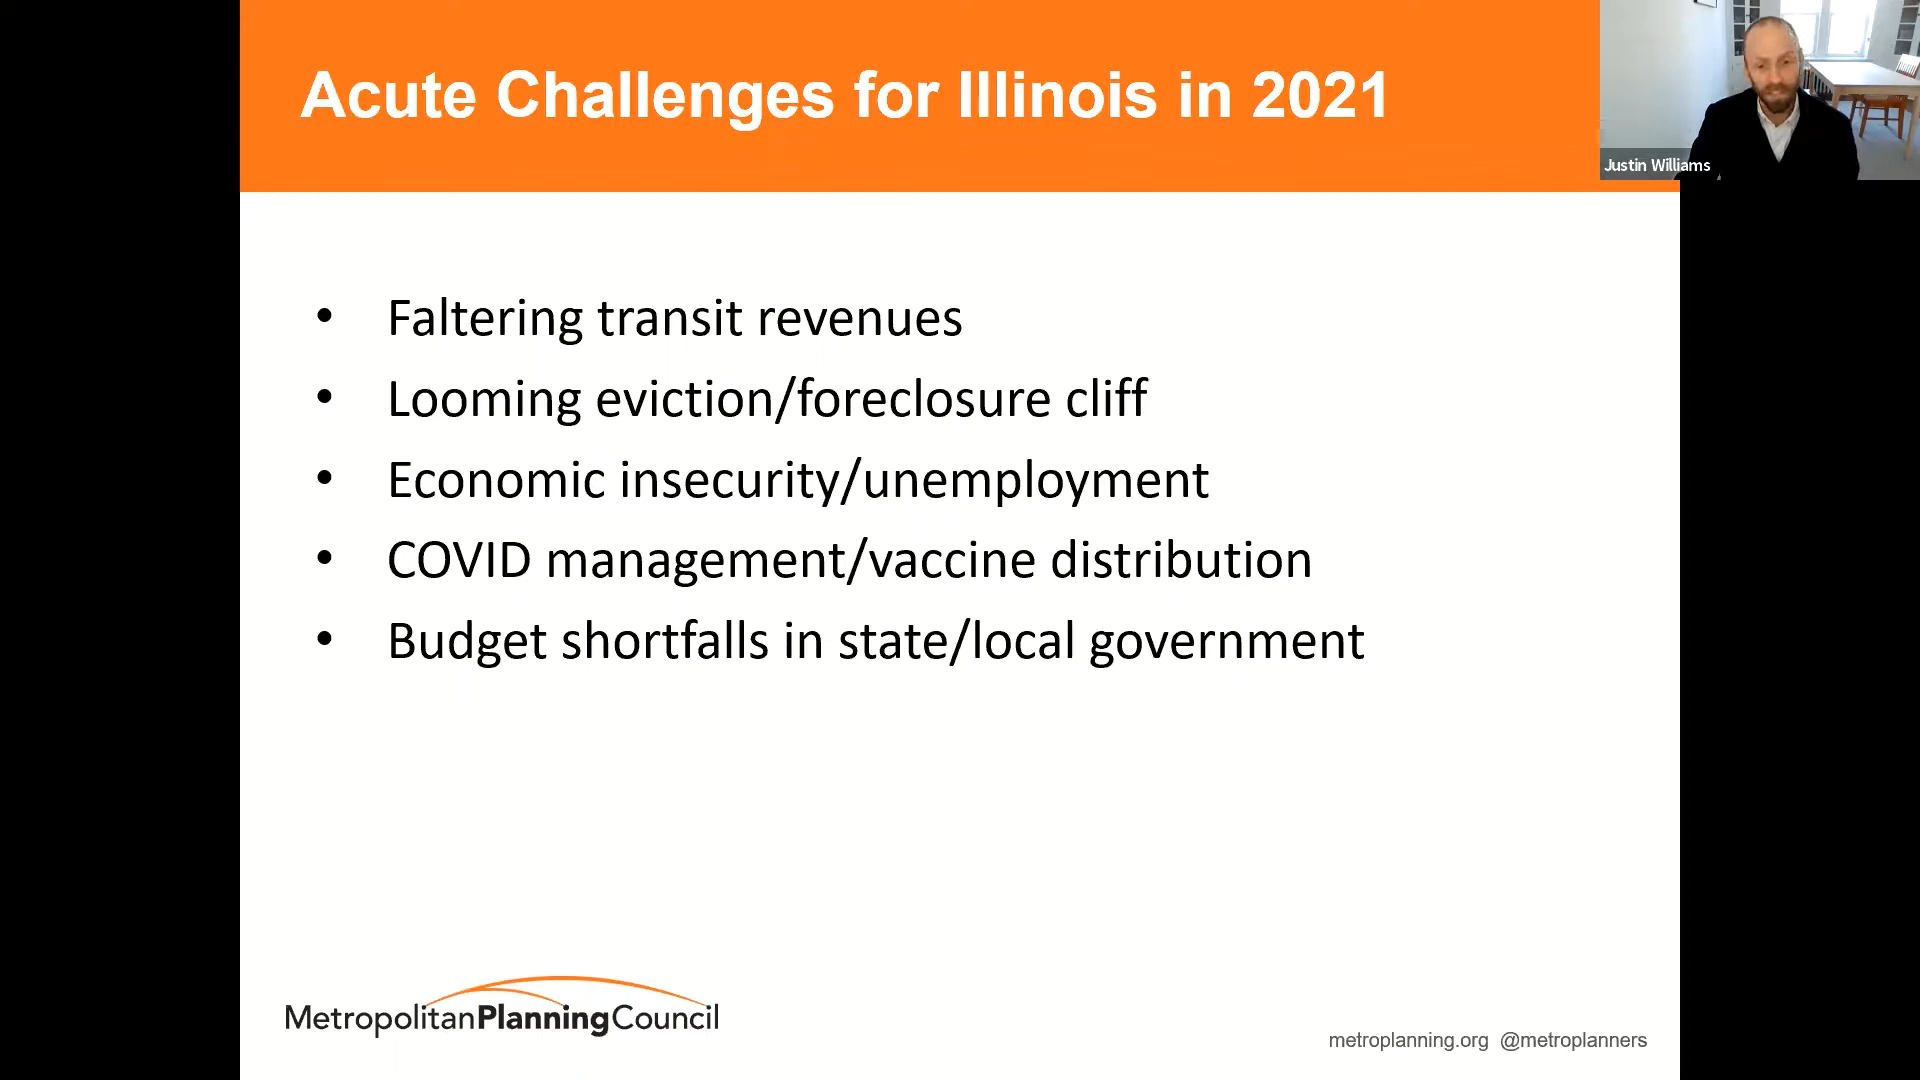 Acute Challenges for Illinois in 2021
Justin Williams
• Faltering transit revenues
• Looming eviction/foreclosure cliff
• Economic insecurity/unemployment
• COVID management/vaccine distribution
• Budget shortfalls in state/local government
MetropolitanPlanningCouncil
metroplanning.org @metroplanners